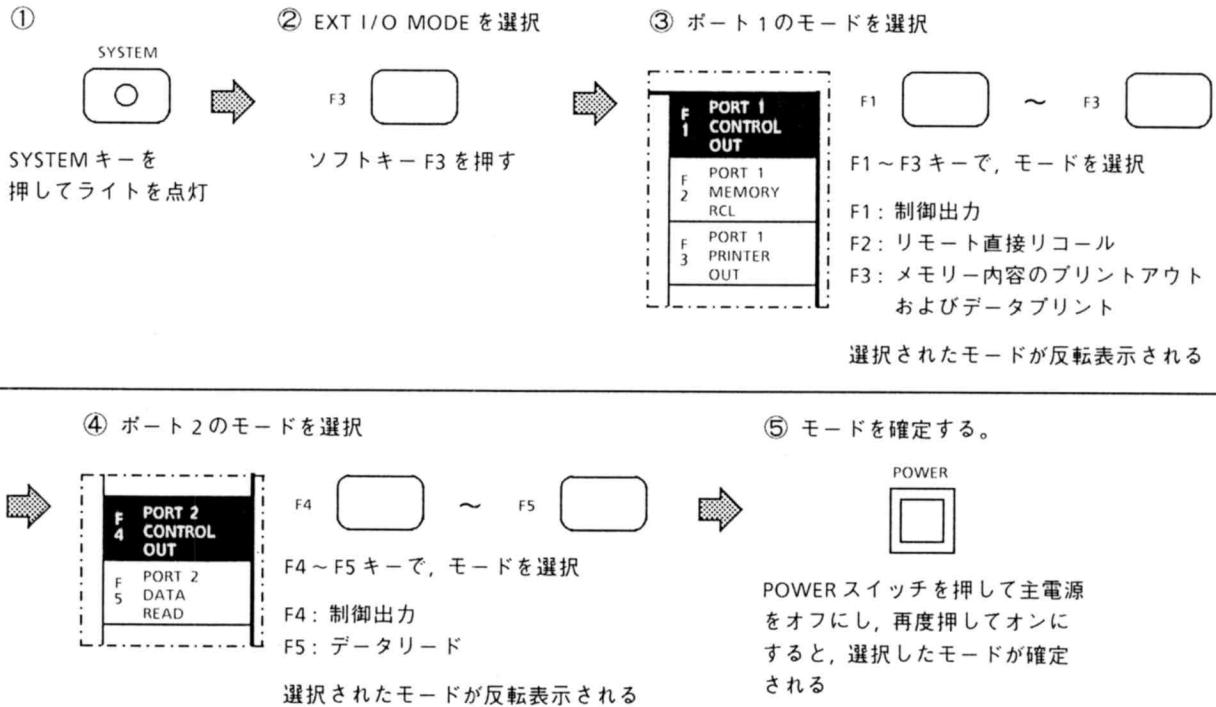 ①
SYSTEM
SYSTEM キーを
押してライトを点灯
② EXT I/O MODE を選択
F3
ソフトキー F3 を押す
③ ポート 1 のモードを選択
F1 PORT 1 CONTROL OUT
F2 PORT 1 MEMORY RCL
F3 PORT 1 PRINTER OUT
F1 ～ F3
F1～F3 キーで, モードを選択
F1: 制御出力
F2: リモート直接リコール
F3: メモリー内容のプリントアウト
およびデータプリント
選択されたモードが反転表示される
④ ポート 2 のモードを選択
F4 PORT 2 CONTROL OUT
F5 PORT 2 DATA READ
F4 ～ F5
F4～F5 キーで, モードを選択
F4: 制御出力
F5: データリード
選択されたモードが反転表示される
⑤ モードを確定する。
POWER
POWER スイッチを押して主電源
をオフにし, 再度押してオンに
すると, 選択したモードが確定
される